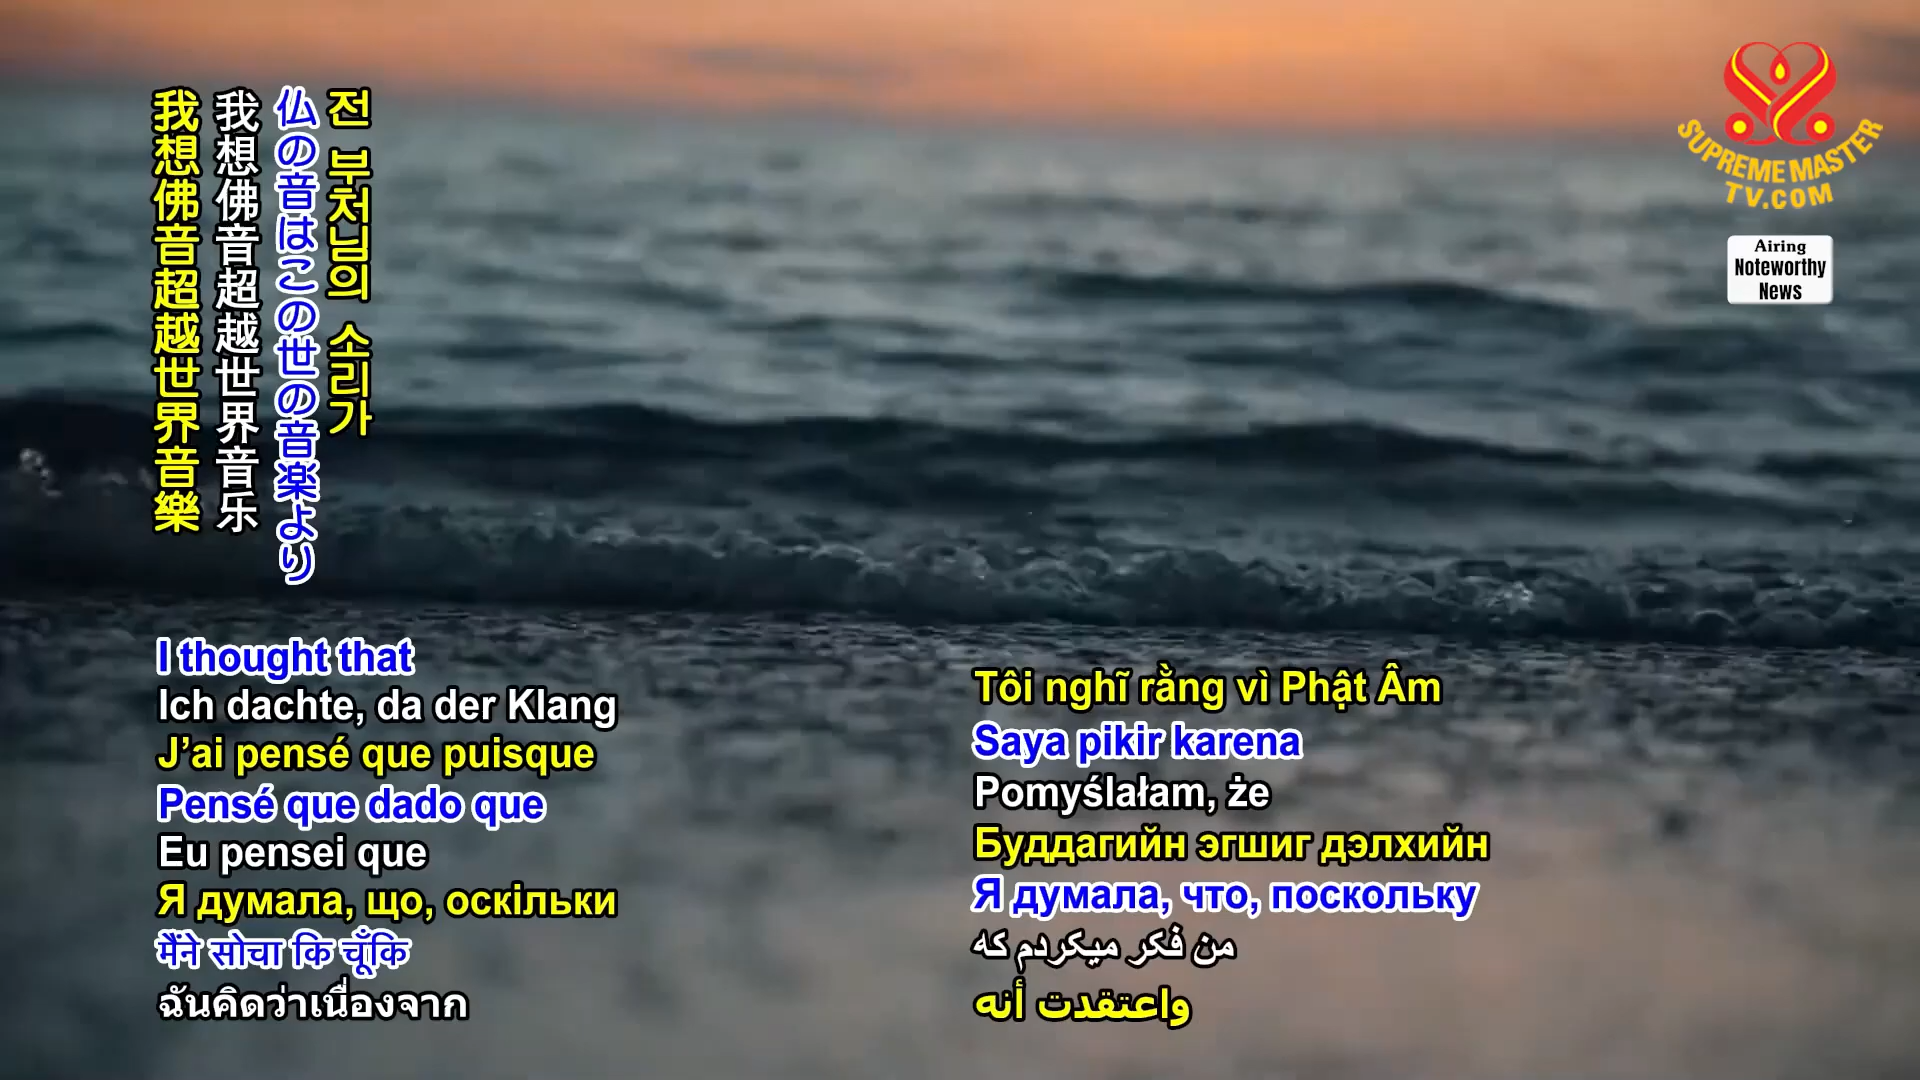 我想佛音超越世界音樂
我想佛音超越世界音乐
仏の音はこの世の音楽より
전 부처님의 소리가
I thought that
Ich dachte, da der Klang
J’ai pensé que puisque
Pensé que dado que
Eu pensei que
Я думала, що, оскільки
मैंने सोचा कि चूँकि
ฉันคิดว่าเนื่องจาก
Tôi nghĩ rằng vì Phật Âm
Saya pikir karena
Pomyślałam, że
Буддагийн эгшиг дэлхийн
Я думала, что, поскольку
من فکر میکردم که
واعتقدت أنه
SUPREME MASTER
TV.COM
Airing
Noteworthy
News